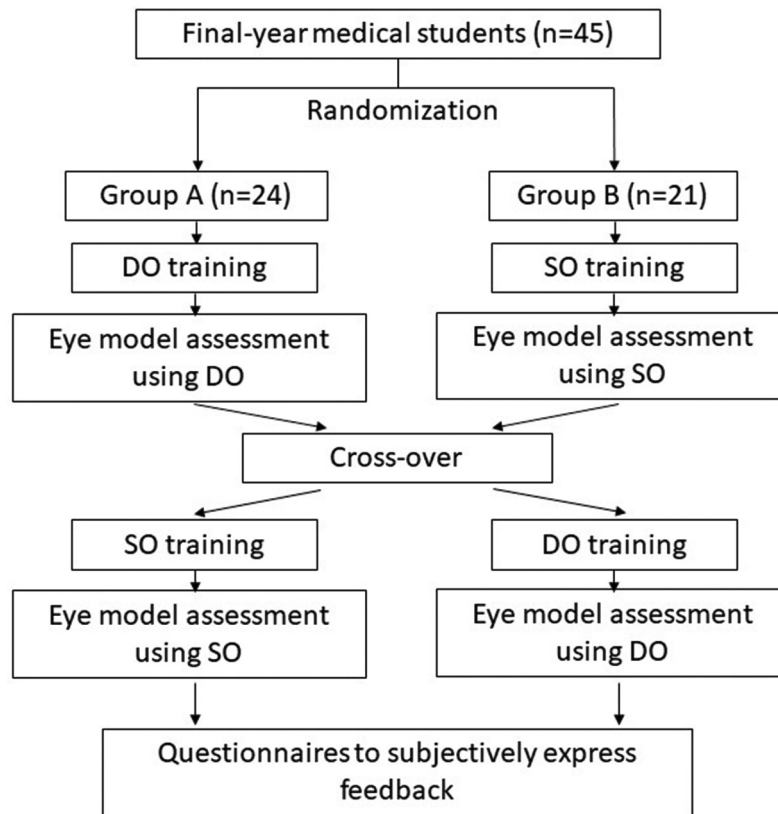 Final-year medical students (n=45)
Randomization
Group A (n=24)
Group B (n=21)
DO training
SO training
Eye model assessment
using DO
Eye model assessment
using SO
Cross-over
SO training
DO training
Eye model assessment
using SO
Eye model assessment
using DO
Questionnaires to subjectively express
feedback